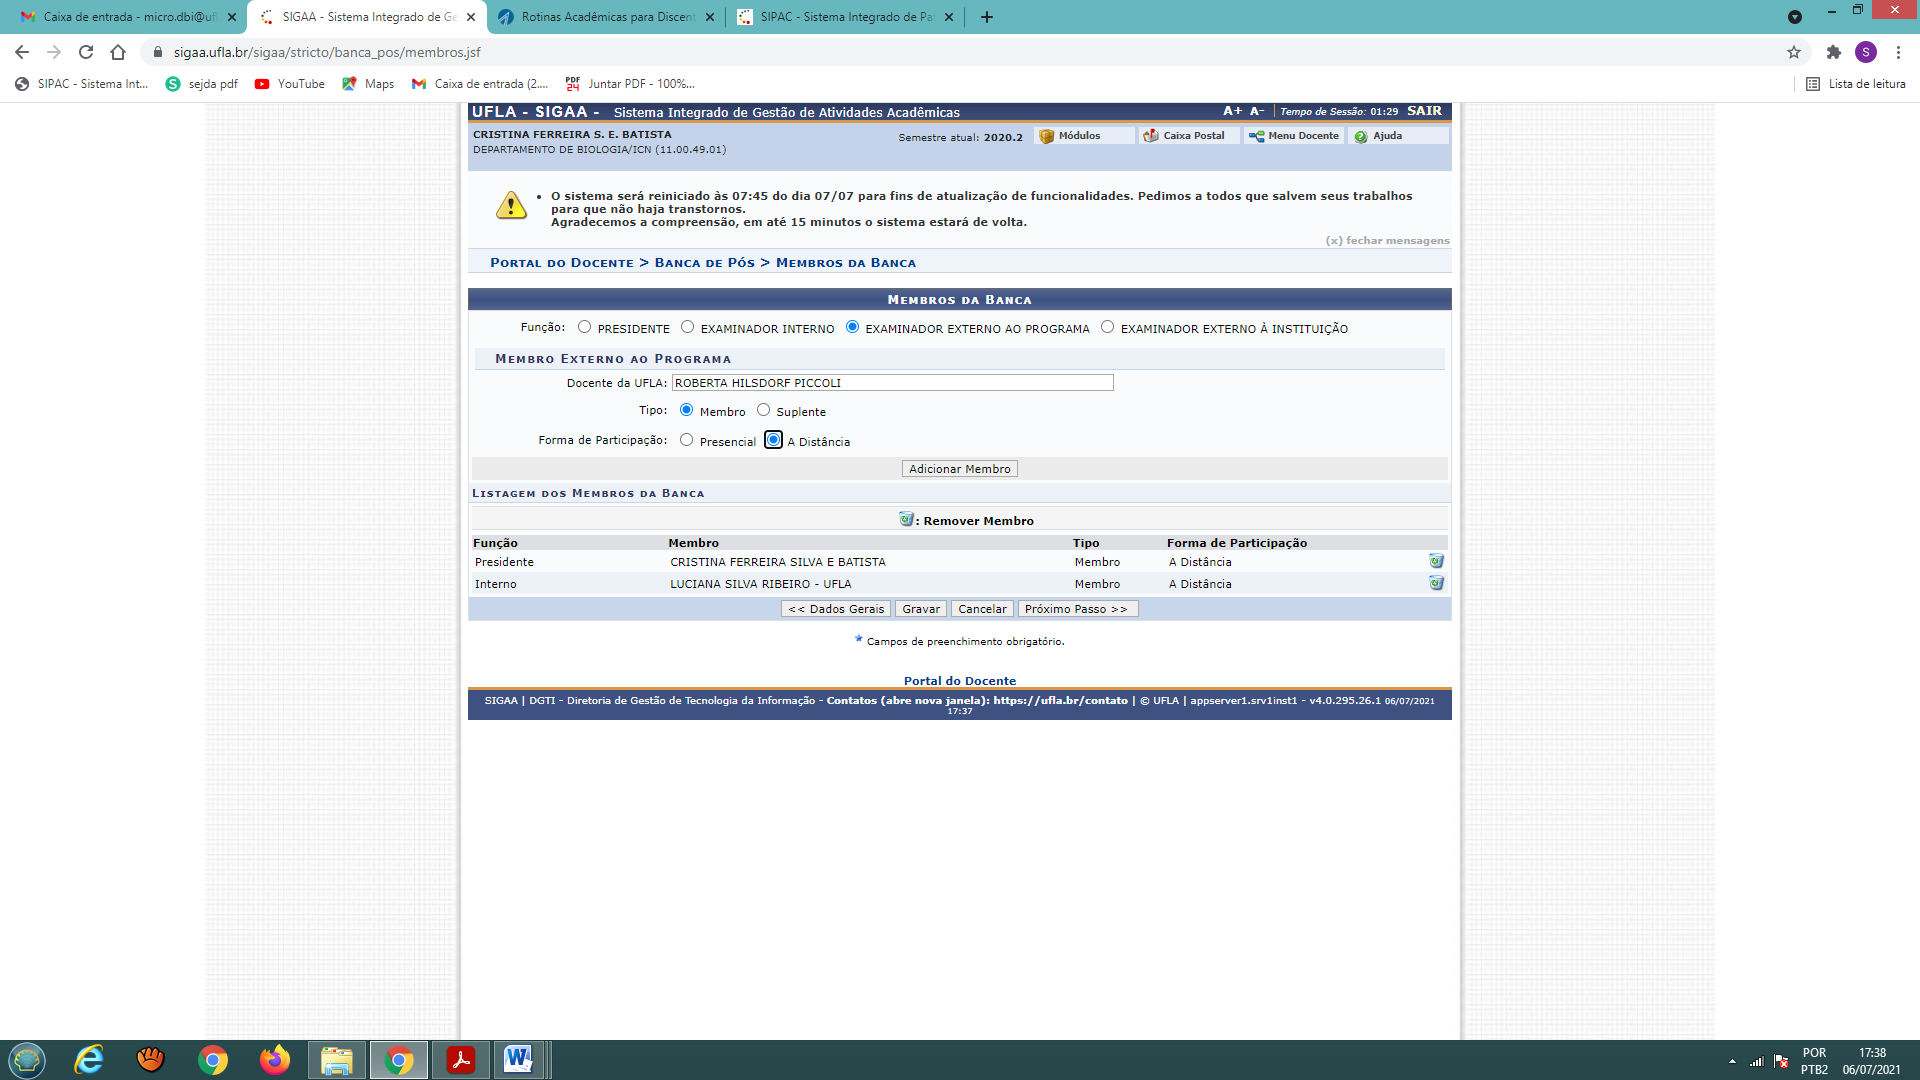 Caixa de entrada - micro.dbi@ufl
SIGAA - Sistema Integrado de Ge
Rotinas Acadêmicas para Discent
SIPAC - Sistema Integrado de Pat
sigaa.ufla.br/sigaa/stricto/banca_pos/membros.jsf
S
SIPAC - Sistema Int...
sejda pdf
YouTube
Maps
Caixa de entrada (2....
Juntar PDF - 100%...
Lista de leitura
UFLA - SIGAA - Sistema Integrado de Gestão de Atividades Acadêmicas
A+ A- Tempo de Sessão: 01:29 SAIR
CRISTINA FERREIRA S. E. BATISTA
DEPARTAMENTO DE BIOLOGIA/ICN (11.00.49.01)
Semestre atual: 2020.2
Módulos
Caixa Postal
Menu Docente
Ajuda
• O sistema será reiniciado às 07:45 do dia 07/07 para fins de atualização de funcionalidades. Pedimos a todos que salvem seus trabalhos
para que não haja transtornos.
Agradecemos a compreensão, em até 15 minutos o sistema estará de volta.
(x) fechar mensagens
Portal do Docente > Banca de Pós > Membros da Banca
Membros da Banca
Função: PRESIDENTE EXAMINADOR INTERNO EXAMINADOR EXTERNO AO PROGRAMA EXAMINADOR EXTERNO À INSTITUIÇÃO
Membro Externo ao Programa
Docente da UFLA: ROBERTA HILSDORF PICCOLI
Tipo: Membro Suplente
Forma de Participação: Presencial A Distância
Adicionar Membro
Listagem dos Membros da Banca
: Remover Membro
Função Membro Tipo Forma de Participação
Presidente CRISTINA FERREIRA SILVA E BATISTA Membro A Distância
Interno LUCIANA SILVA RIBEIRO - UFLA Membro A Distância
<< Dados Gerais Gravar Cancelar Próximo Passo >>
Campos de preenchimento obrigatório.
Portal do Docente
SIGAA | DGTI - Diretoria de Gestão de Tecnologia da Informação - Contatos (abre nova janela): https://ufla.br/contato | © UFLA | appserver1.srv1inst1 - v4.0.295.26.1 06/07/2021
17:37
POR
PTB2
17:38
06/07/2021